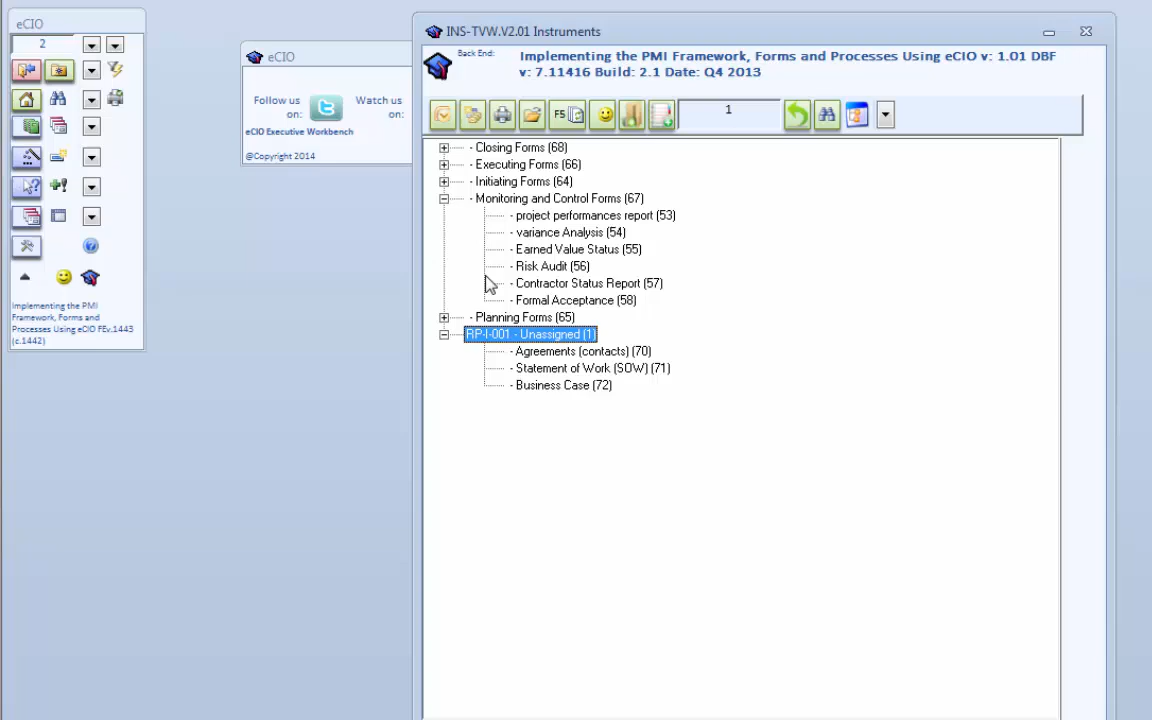 eCIO
2
Implementing the PMI
Framework, Forms and
Processes Using eCIO FEv.1443
(c.1442)
eCIO
Follow us
on:
Watch us
on:
eCIO Executive Workbench
@Copyright 2014
INS-TVW.V2.01 Instruments
Back End:
Implementing the PMI Framework, Forms and Processes Using eCIO v: 1.01 DBF
v: 7.11416 Build: 2.1 Date: Q4 2013
F5
1
- Closing Forms (68)
- Executing Forms (66)
- Initiating Forms (64)
- Monitoring and Control Forms (67)
- project performances report (53)
- variance Analysis (54)
- Earned Value Status (55)
- Risk Audit (56)
- Contractor Status Report (57)
- Formal Acceptance (58)
- Planning Forms (65)
RP-I-001 - Unassigned (1)
- Agreements (contacts) (70)
- Statement of Work (SOW) (71)
- Business Case (72)